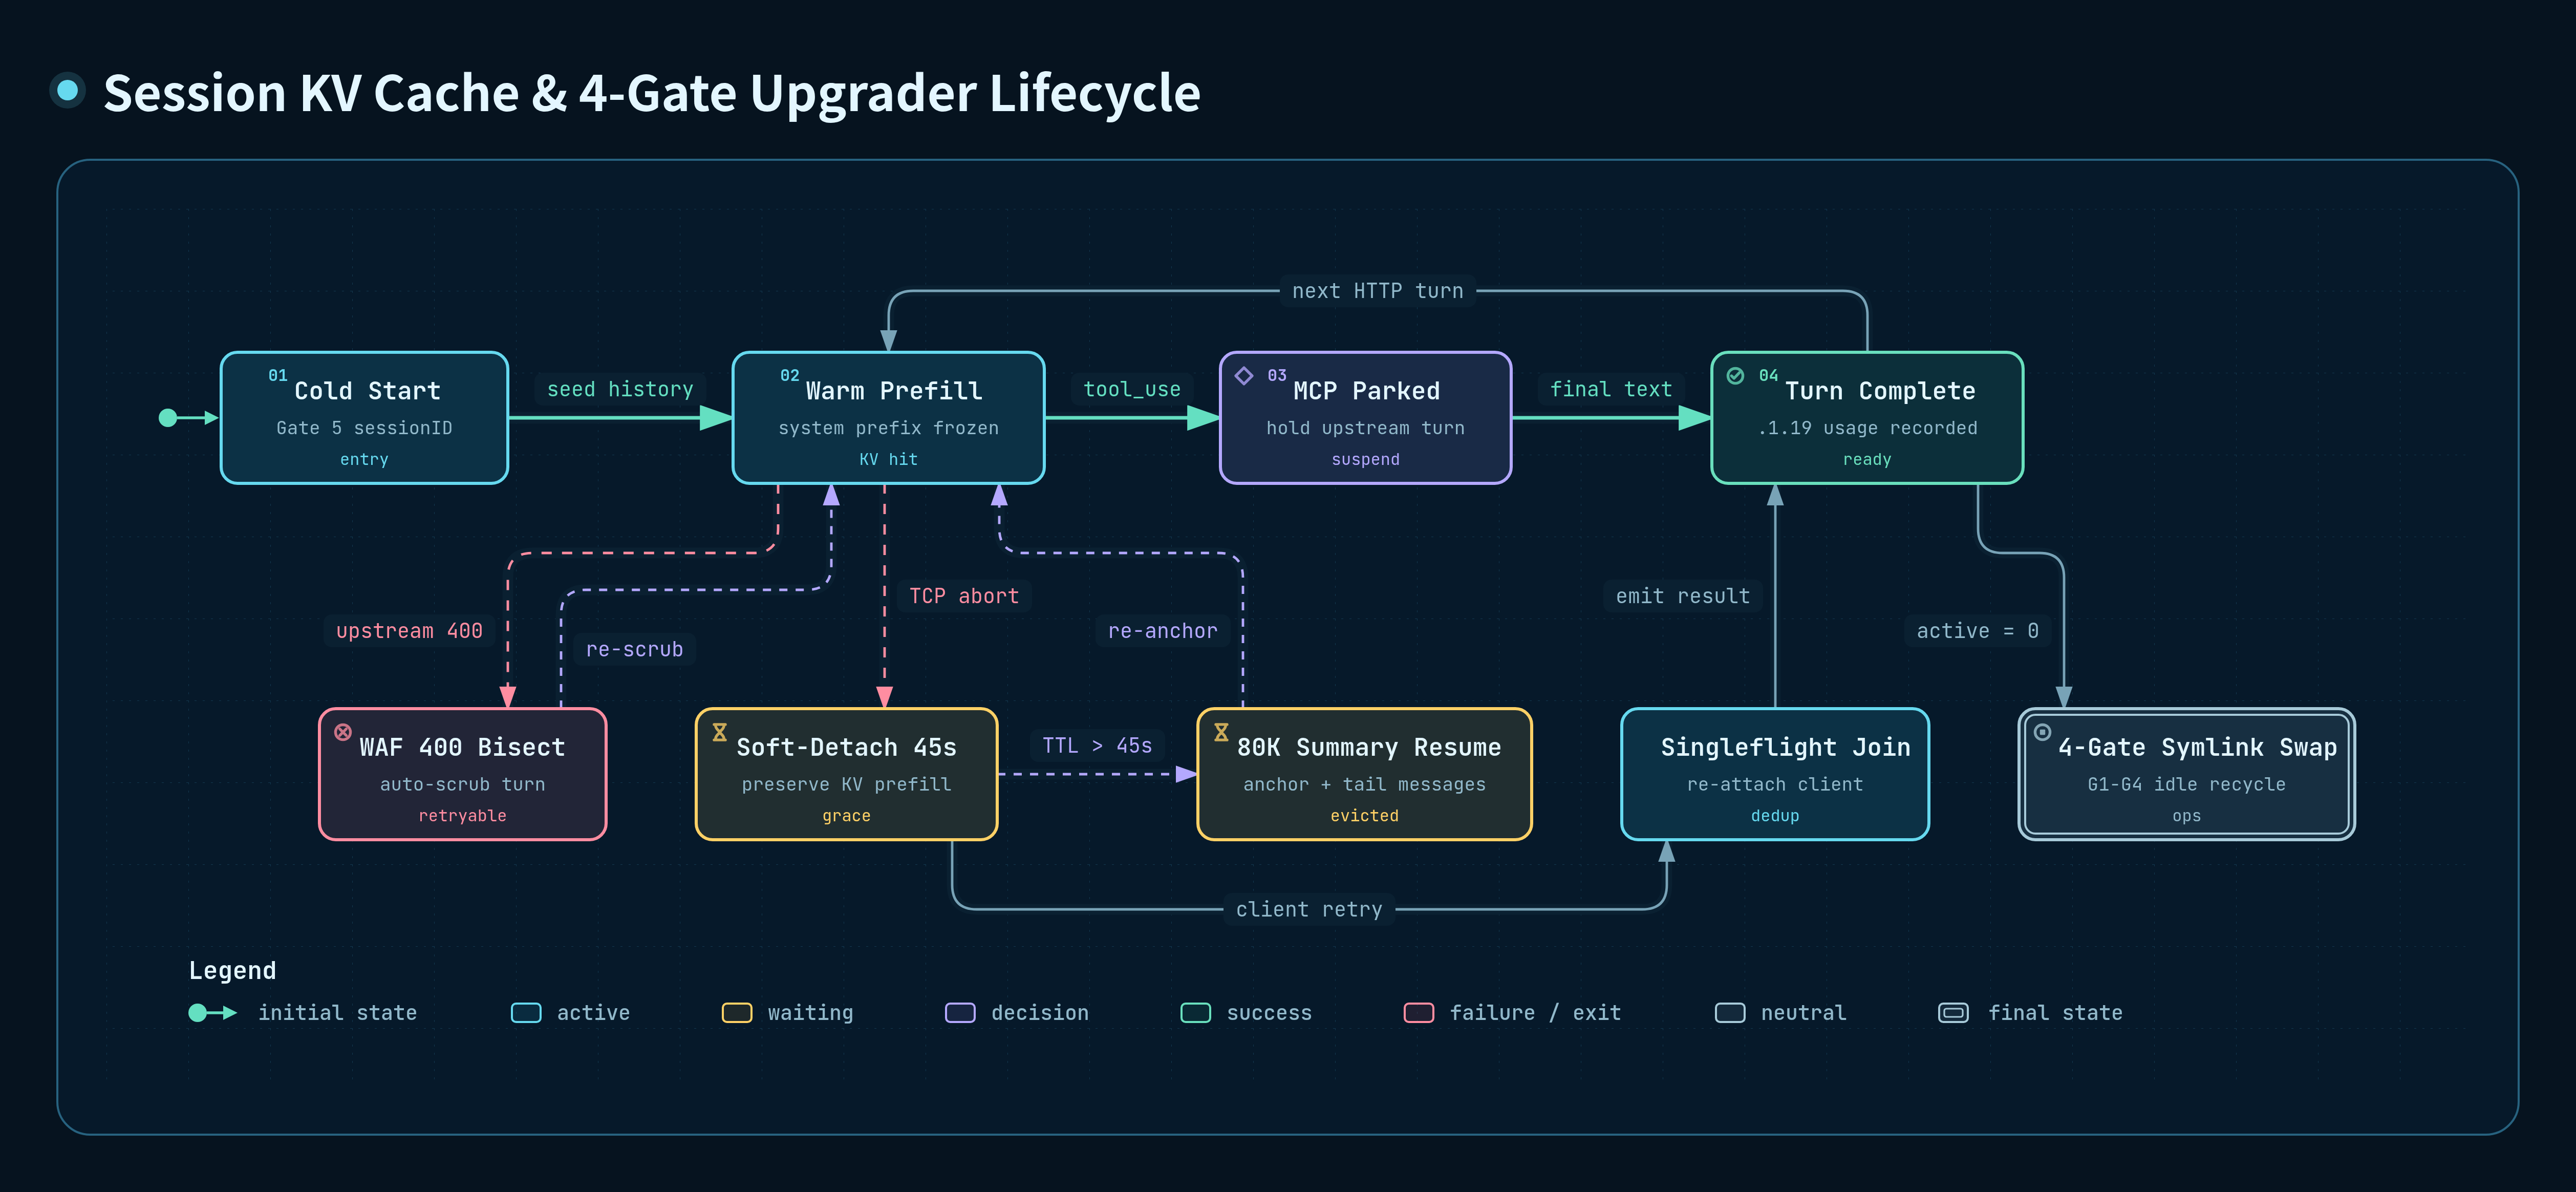 Session KV Cache & 4-Gate Upgrader Lifecycle
next HTTP turn
01 Cold Start
Gate 5 sessionID
entry
seed history
02 Warm Prefill
system prefix frozen
KV hit
tool_use
03 MCP Parked
hold upstream turn
suspend
final text
04 Turn Complete
.1.19 usage recorded
ready
upstream 400
re-scrub
TCP abort
re-anchor
emit result
active = 0
WAF 400 Bisect
auto-scrub turn
retryable
Soft-Detach 45s
preserve KV prefill
grace
TTL > 45s
80K Summary Resume
anchor + tail messages
evicted
Singleflight Join
re-attach client
dedup
4-Gate Symlink Swap
G1-G4 idle recycle
ops
client retry
Legend
initial state
active
waiting
decision
success
failure / exit
neutral
final state